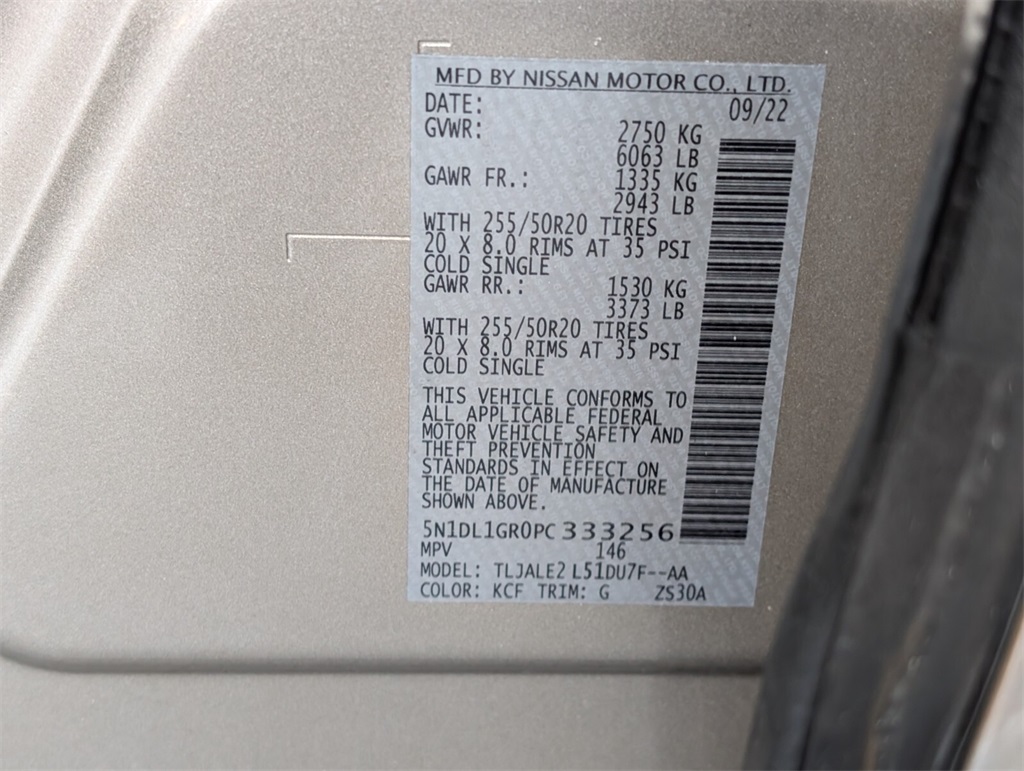 MFD BY NISSAN MOTOR CO., LTD.
DATE: 09/22
GVWR: 2750 KG
6063 LB
GAWR FR.: 1335 KG
2943 LB
WITH 255/50R20 TIRES
20 X 8.0 RIMS AT 35 PSI
COLD SINGLE
GAWR RR.: 1530 KG
3373 LB
WITH 255/50R20 TIRES
20 X 8.0 RIMS AT 35 PSI
COLD SINGLE
THIS VEHICLE CONFORMS TO
ALL APPLICABLE FEDERAL
MOTOR VEHICLE SAFETY AND
THEFT PREVENTION
STANDARDS IN EFFECT ON
THE DATE OF MANUFACTURE
SHOWN ABOVE.
5N1DL1GR0PC333256
MPV 146
MODEL: TLJALE2 L51DU7F--AA
COLOR: KCF TRIM: G ZS30A